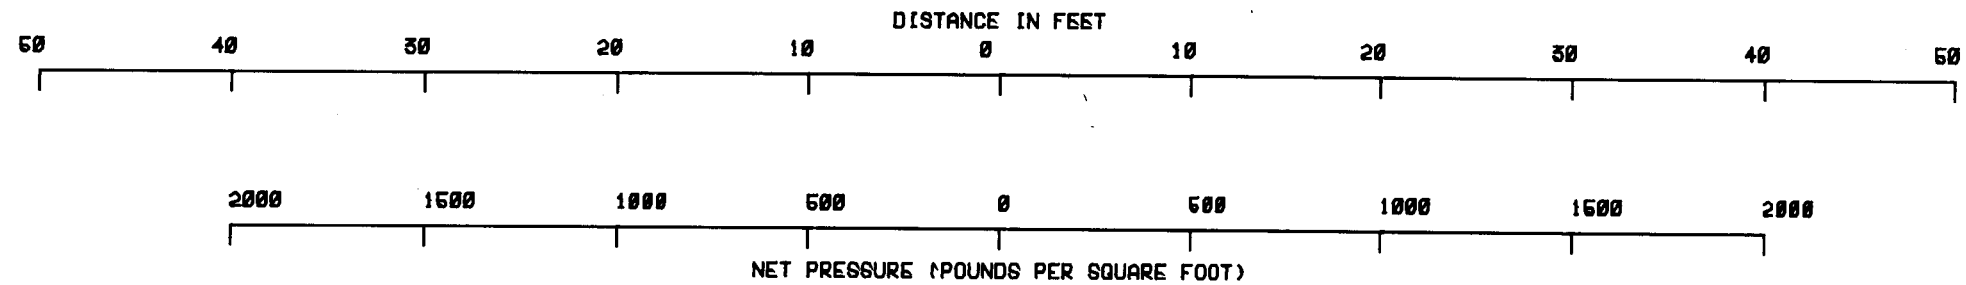 DISTANCE IN FEET
50 40 30 20 10 0 10 20 30 40 50
2000 1500 1000 500 0 500 1000 1500 2000
NET PRESSURE (POUNDS PER SQUARE FOOT)